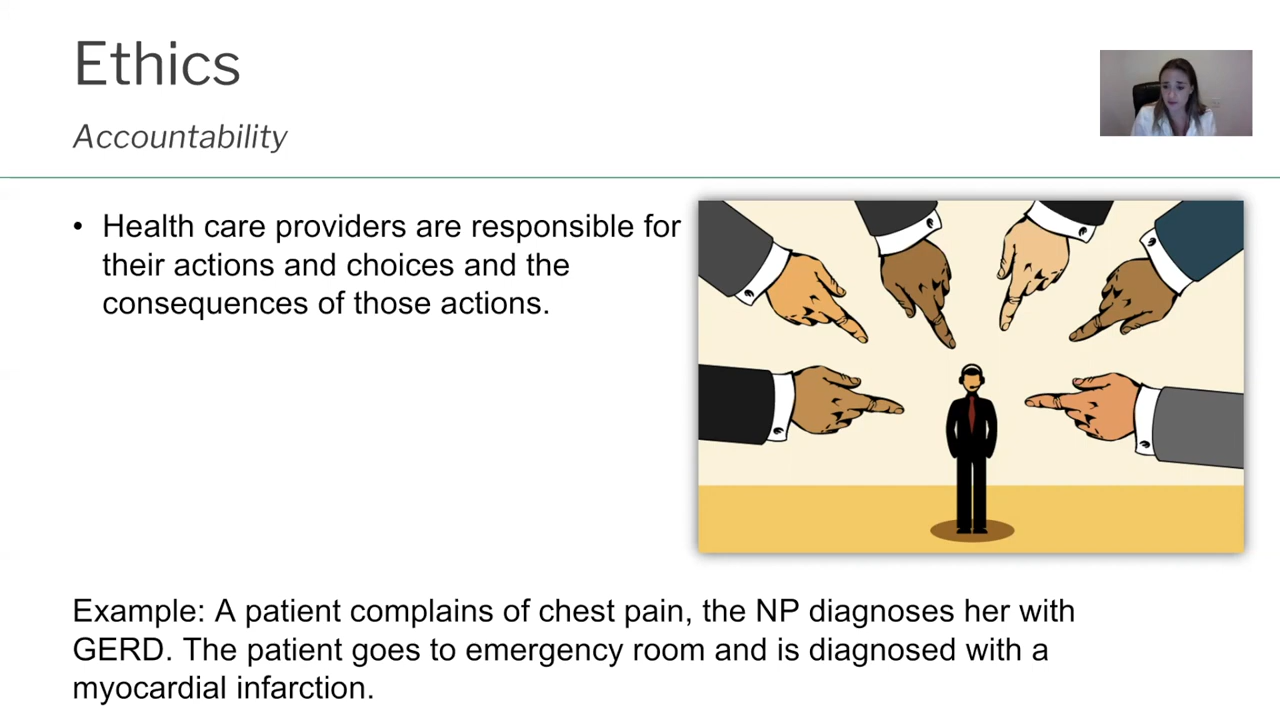 Ethics
Accountability
• Health care providers are responsible for
their actions and choices and the
consequences of those actions.
Example: A patient complains of chest pain, the NP diagnoses her with
GERD. The patient goes to emergency room and is diagnosed with a
myocardial infarction.